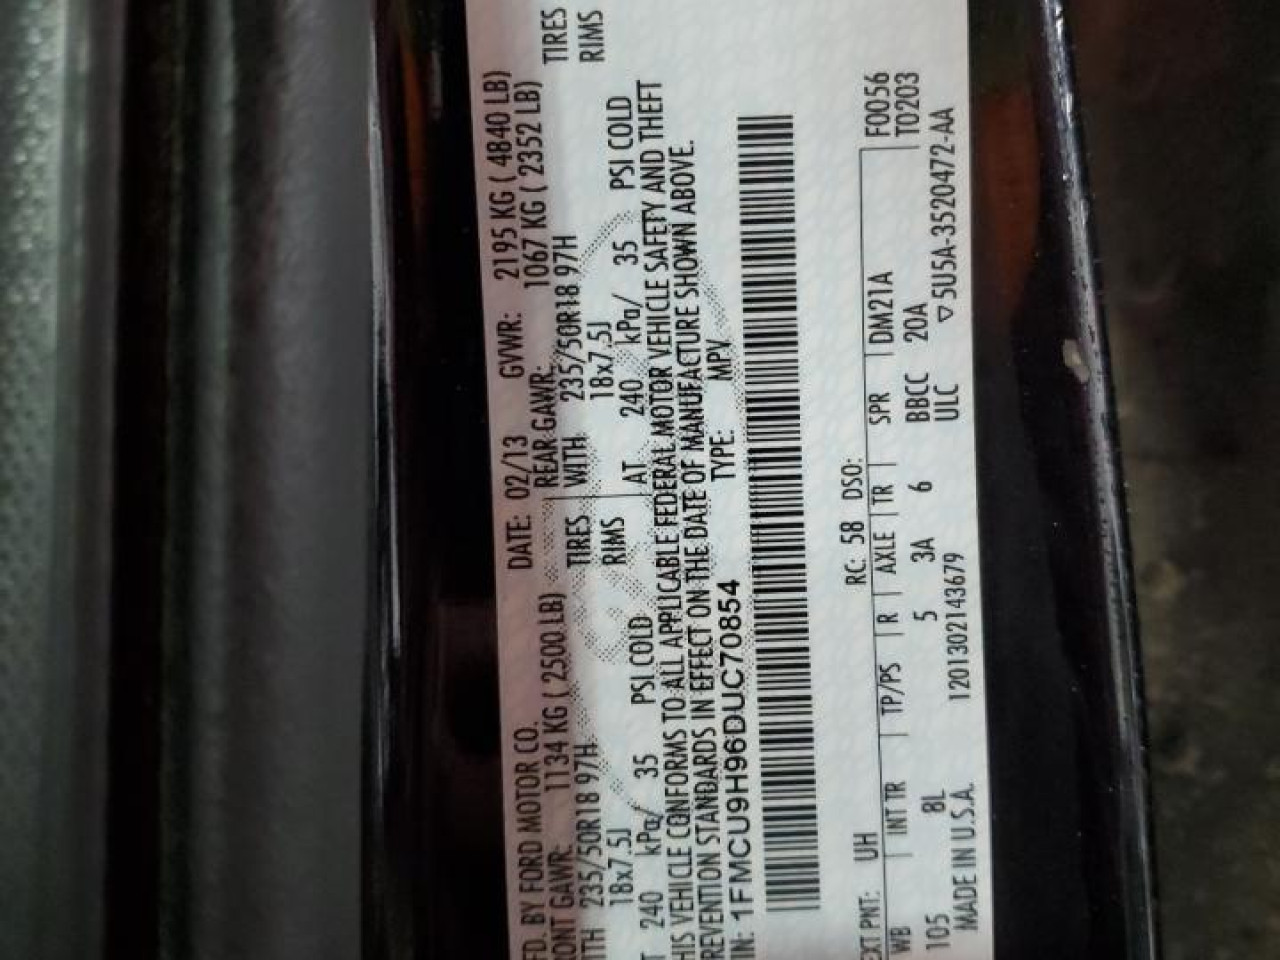 FD. BY FORD MOTOR CO. DATE: 02/13 GVWR: 2195 KG ( 4840 LB)
RONT GAWR: 1134 KG ( 2500 LB) REAR GAWR: 1067 KG ( 2352 LB)
ITH 235/50R18 97H TIRES WITH 235/50R18 97H TIRES
18x7.5J RIMS 18x7.5J RIMS
T 240 kPa/ 35 PSI COLD AT 240 kPa/ 35 PSI COLD
HIS VEHICLE CONFORMS TO ALL APPLICABLE FEDERAL MOTOR VEHICLE SAFETY AND THEFT
REVENTION STANDARDS IN EFFECT ON THE DATE OF MANUFACTURE SHOWN ABOVE.
IN: 1FMCU9H96DUC70854 TYPE: MPV
EXT PNT: UH RC: 58 DSO: F0056
WB INT TR TP/PS R AXLE TR SPR DM21A T0203
105 8L 5 3A 6 BBCC 20A
ULC ▽5U5A-3520472-AA
MADE IN U.S.A. 1201302143679